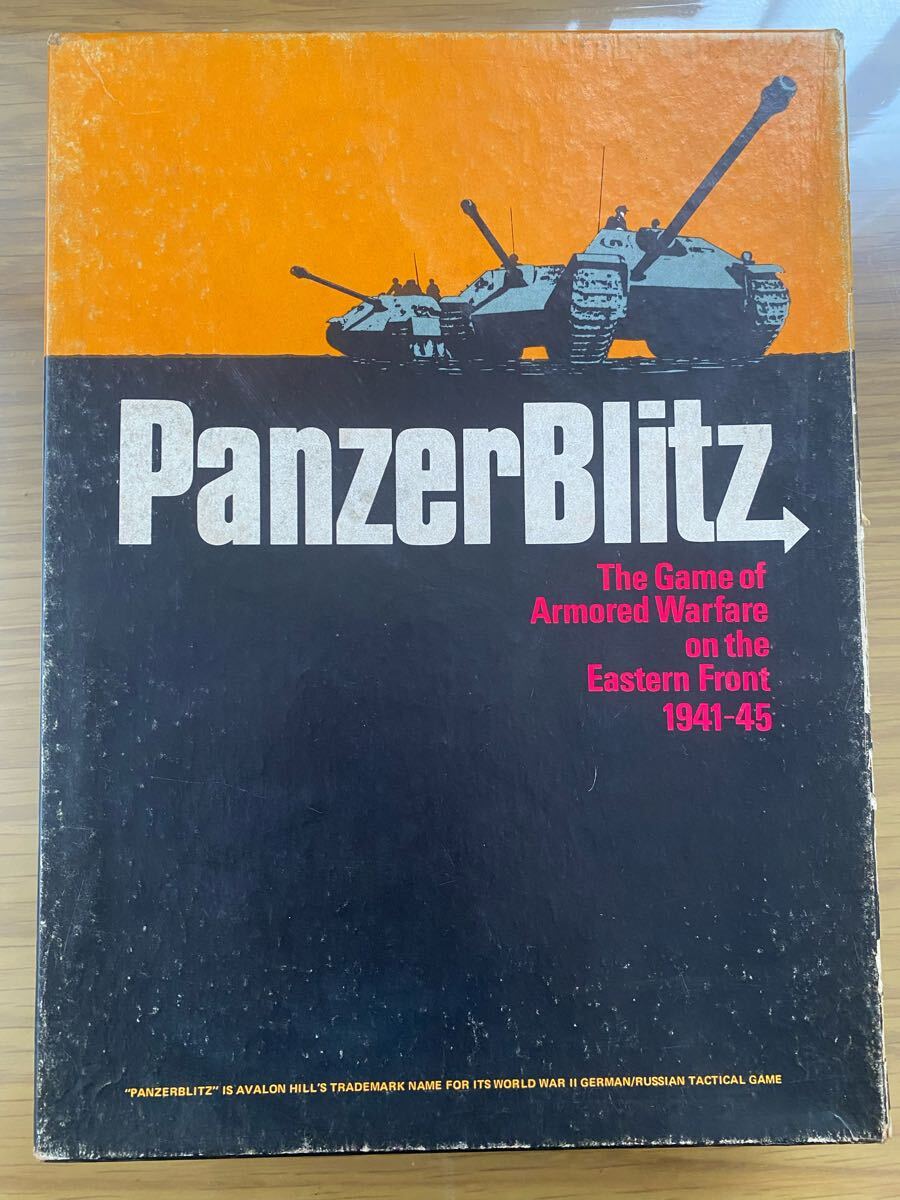 PanzerBlitz
The Game of
Armored Warfare
on the
Eastern Front
1941-45
"PANZERBLITZ" IS AVALON HILL'S TRADEMARK NAME FOR ITS WORLD WAR II GERMAN/RUSSIAN TACTICAL GAME